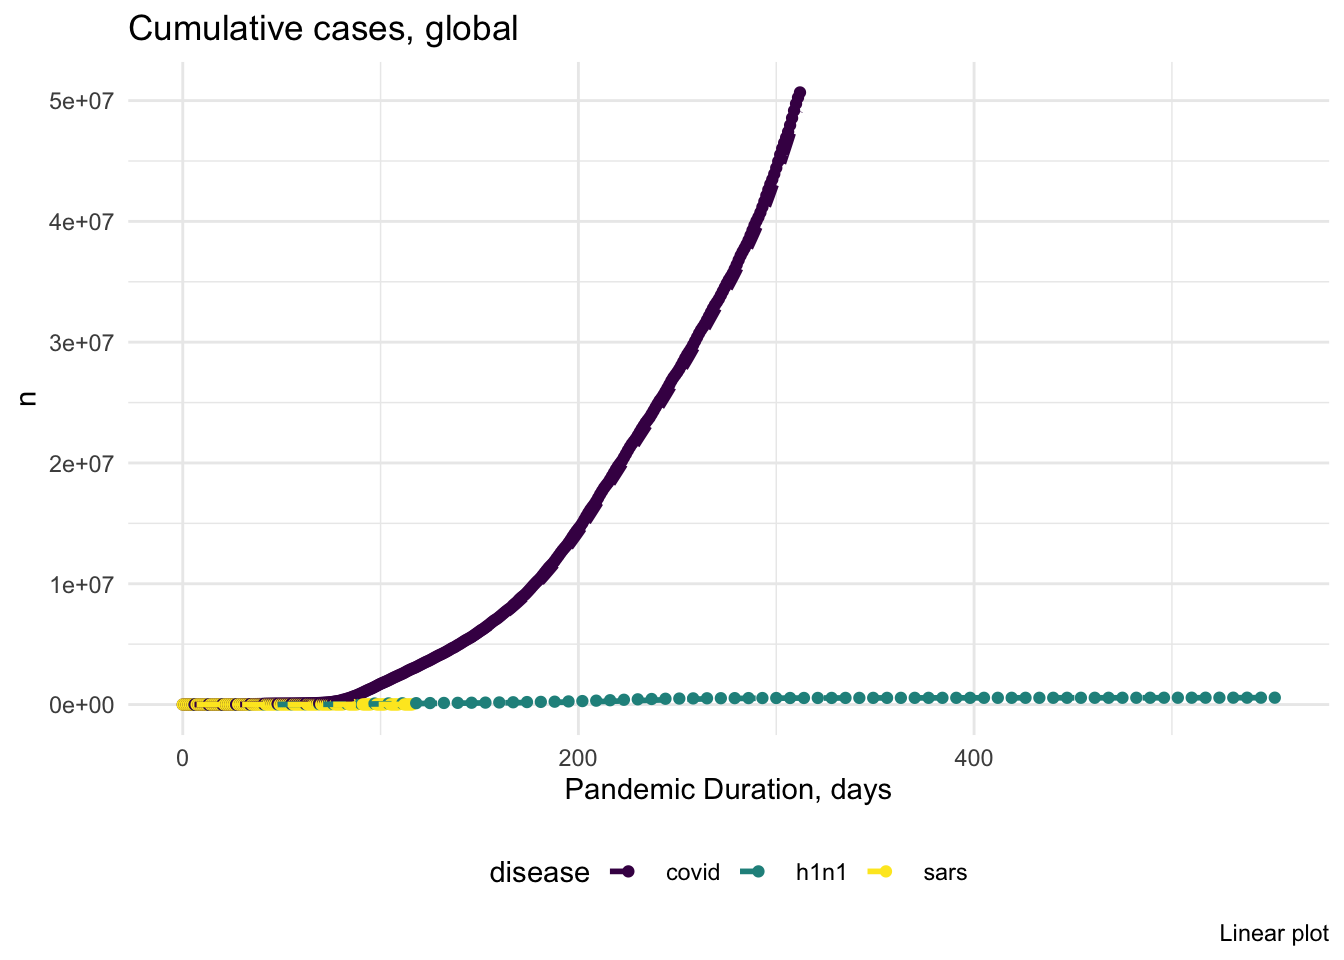 Cumulative cases, global
5e+07
4e+07
3e+07
2e+07
1e+07
0e+00
n
0 200 400
Pandemic Duration, days
disease covid h1n1 sars
Linear plot